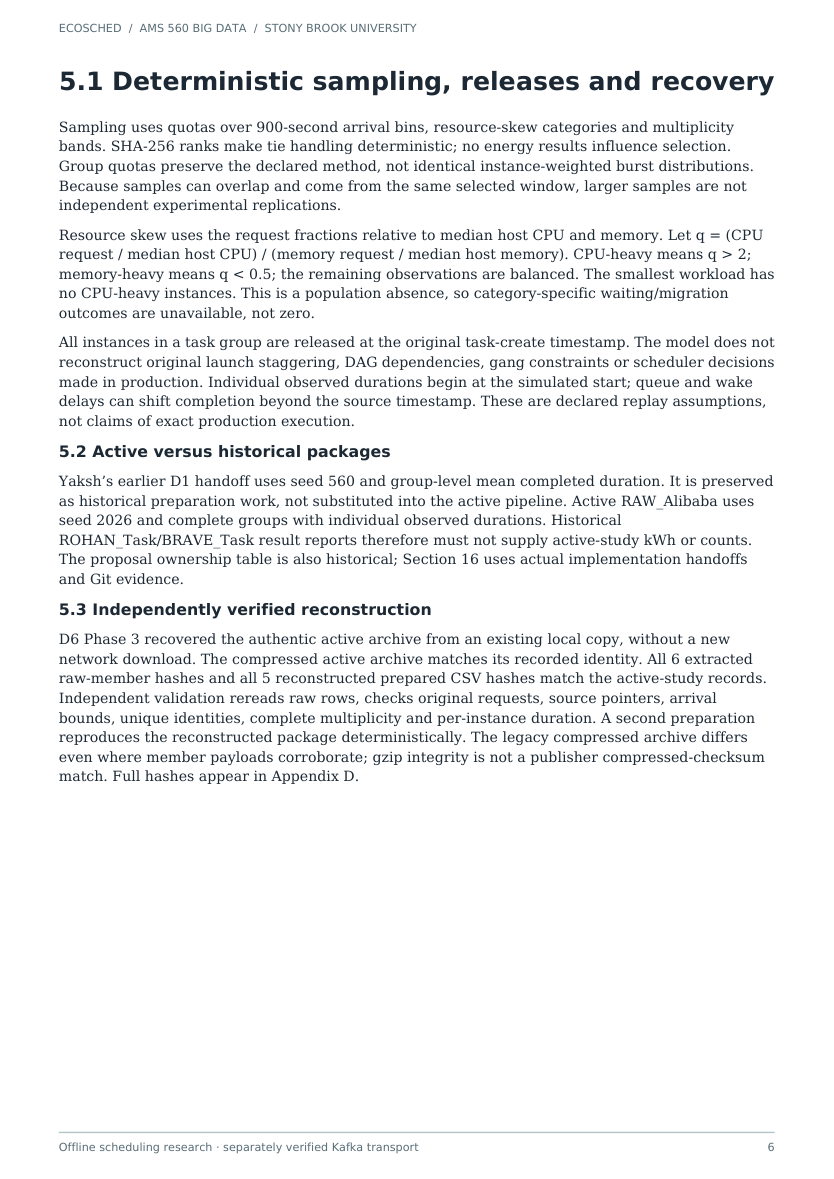 ECOSCHED / AMS 560 BIG DATA / STONY BROOK UNIVERSITY
5.1 Deterministic sampling, releases and recovery
Sampling uses quotas over 900-second arrival bins, resource-skew categories and multiplicity
bands. SHA-256 ranks make tie handling deterministic; no energy results influence selection.
Group quotas preserve the declared method, not identical instance-weighted burst distributions.
Because samples can overlap and come from the same selected window, larger samples are not
independent experimental replications.
Resource skew uses the request fractions relative to median host CPU and memory. Let q = (CPU
request / median host CPU) / (memory request / median host memory). CPU-heavy means q > 2;
memory-heavy means q < 0.5; the remaining observations are balanced. The smallest workload has
no CPU-heavy instances. This is a population absence, so category-specific waiting/migration
outcomes are unavailable, not zero.
All instances in a task group are released at the original task-create timestamp. The model does not
reconstruct original launch staggering, DAG dependencies, gang constraints or scheduler decisions
made in production. Individual observed durations begin at the simulated start; queue and wake
delays can shift completion beyond the source timestamp. These are declared replay assumptions,
not claims of exact production execution.
5.2 Active versus historical packages
Yaksh’s earlier D1 handoff uses seed 560 and group-level mean completed duration. It is preserved
as historical preparation work, not substituted into the active pipeline. Active RAW_Alibaba uses
seed 2026 and complete groups with individual observed durations. Historical
ROHAN_Task/BRAVE_Task result reports therefore must not supply active-study kWh or counts.
The proposal ownership table is also historical; Section 16 uses actual implementation handoffs
and Git evidence.
5.3 Independently verified reconstruction
D6 Phase 3 recovered the authentic active archive from an existing local copy, without a new
network download. The compressed active archive matches its recorded identity. All 6 extracted
raw-member hashes and all 5 reconstructed prepared CSV hashes match the active-study records.
Independent validation rereads raw rows, checks original requests, source pointers, arrival
bounds, unique identities, complete multiplicity and per-instance duration. A second preparation
reproduces the reconstructed package deterministically. The legacy compressed archive differs
even where member payloads corroborate; gzip integrity is not a publisher compressed-checksum
match. Full hashes appear in Appendix D.
Offline scheduling research · separately verified Kafka transport
6